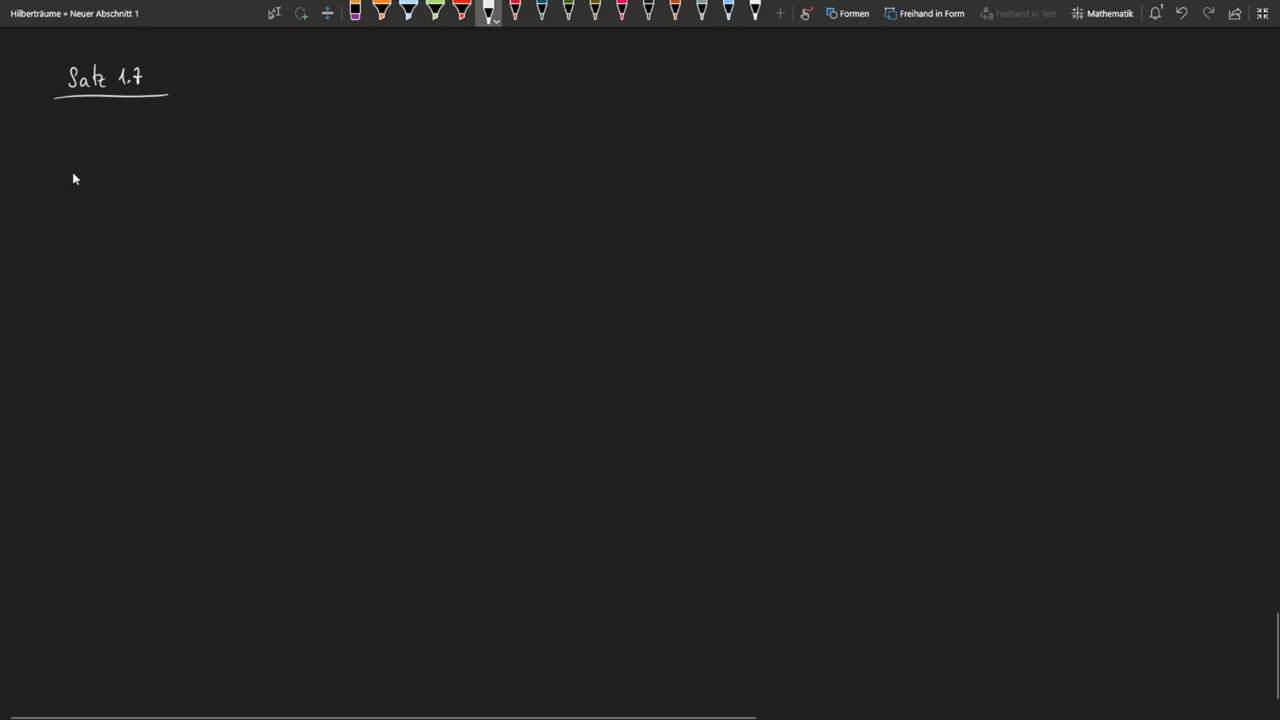 Hilberträume » Neuer Abschnitt 1 Formen Freihand in Form Freihand in Text Mathematik
Satz 1.7